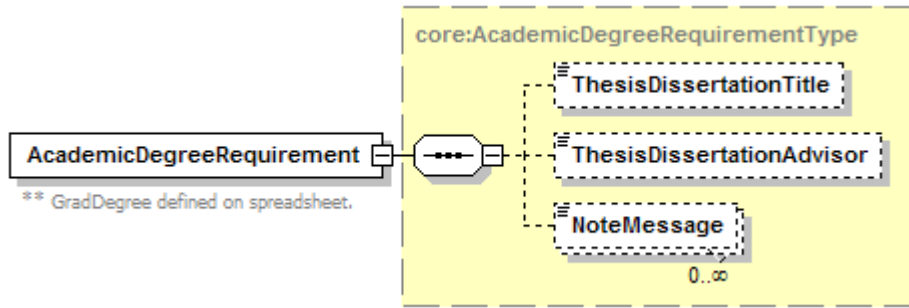 core:AcademicDegreeRequirementType
ThesisDissertationTitle
AcademicDegreeRequirement
ThesisDissertationAdvisor
** GradDegree defined on spreadsheet.
NoteMessage
0..∞